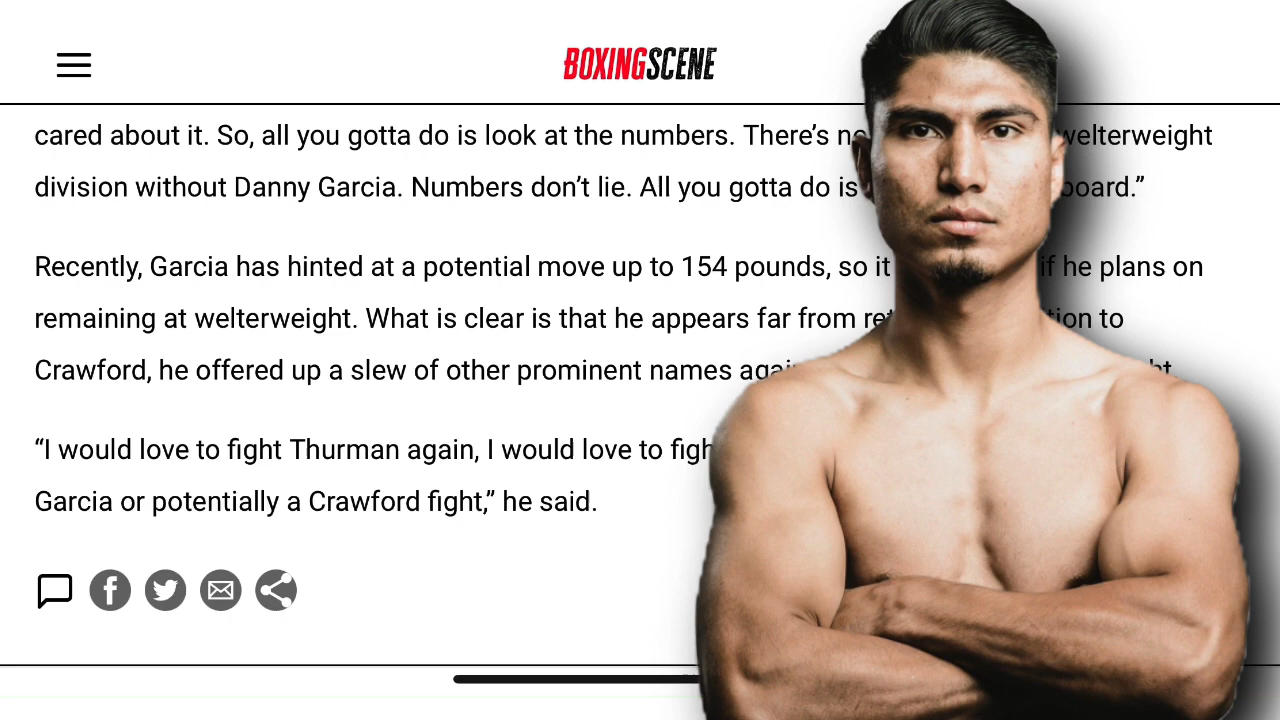 BOXINGSCENE
cared about it. So, all you gotta do is look at the numbers. There's no welterweight
division without Danny Garcia. Numbers don't lie. All you gotta do is board.”
Recently, Garcia has hinted at a potential move up to 154 pounds, so it if he plans on
remaining at welterweight. What is clear is that he appears far from to
Crawford, he offered up a slew of other prominent names
“I would love to fight Thurman again, I would love to
Garcia or potentially a Crawford fight,” he said.